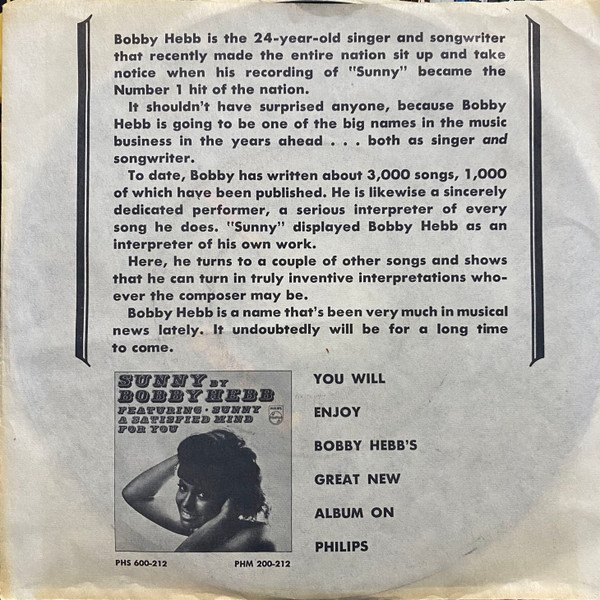 Bobby Hebb is the 24-year-old singer and songwriter
that recently made the entire nation sit up and take
notice when his recording of "Sunny" became the
Number 1 hit of the nation.
It shouldn't have surprised anyone, because Bobby
Hebb is going to be one of the big names in the music
business in the years ahead . . . both as singer and
songwriter.
To date, Bobby has written about 3,000 songs, 1,000
of which have been published. He is likewise a sincerely
dedicated performer, a serious interpreter of every
song he does. "Sunny" displayed Bobby Hebb as an
interpreter of his own work.
Here, he turns to a couple of other songs and shows
that he can turn in truly inventive interpretations who-
ever the composer may be.
Bobby Hebb is a name that's been very much in musical
news lately. It undoubtedly will be for a long time
to come.
SUNNY BY
BOBBY HEBB
FEATURING · SUNNY
A SATISFIED MIND
FOR YOU
PHS 600-212 PHM 200-212
YOU WILL
ENJOY
BOBBY HEBB'S
GREAT NEW
ALBUM ON
PHILIPS